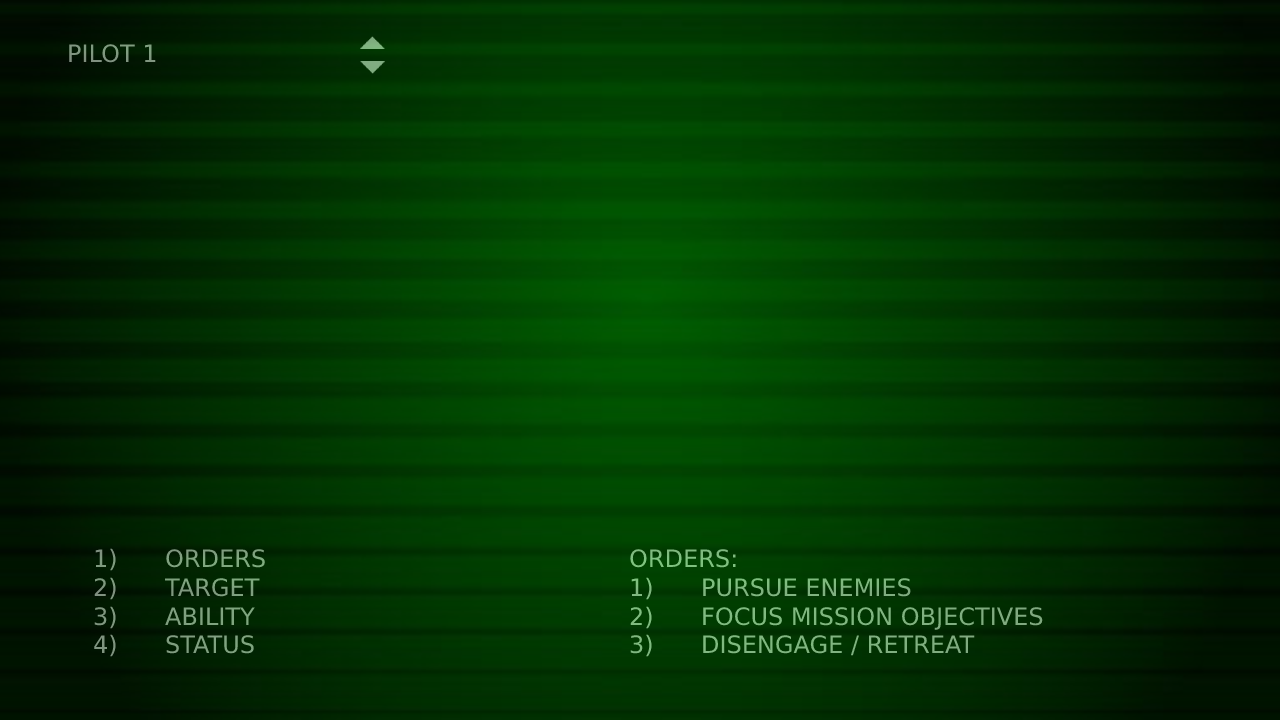 PILOT 1
1) ORDERS
2) TARGET
3) ABILITY
4) STATUS
ORDERS:
1) PURSUE ENEMIES
2) FOCUS MISSION OBJECTIVES
3) DISENGAGE / RETREAT